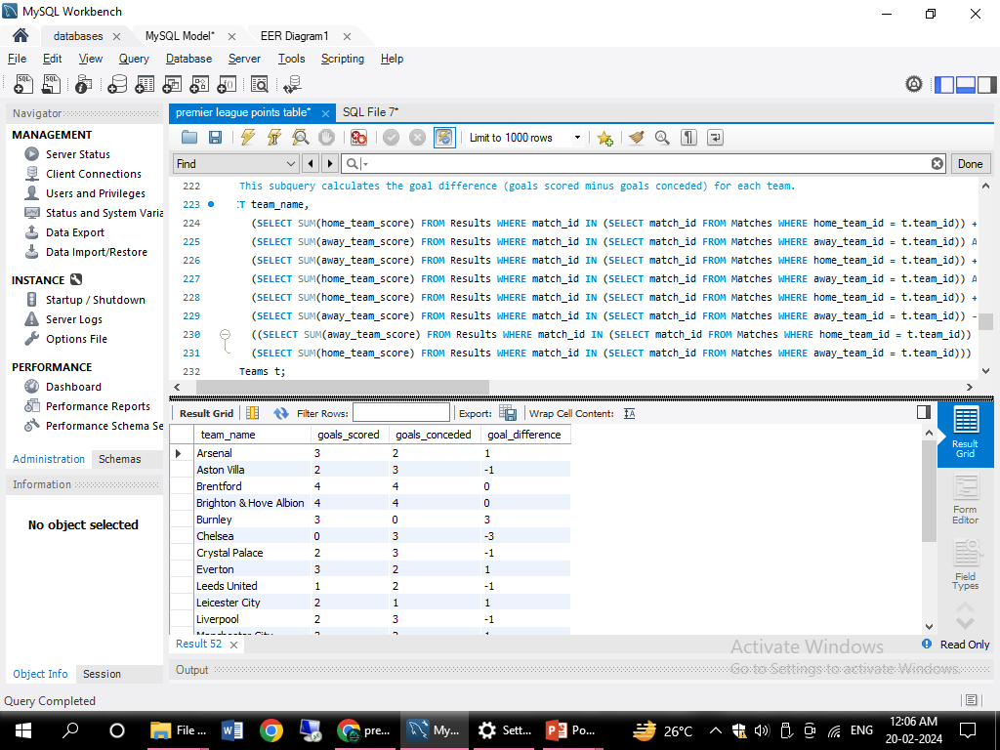 MySQL Workbench
databases
MySQL Model*
EER Diagram1
File Edit View Query Database Server Tools Scripting Help
Navigator
premier league points table*
SQL File 7*
MANAGEMENT
Server Status
Client Connections
Users and Privileges
Status and System Varia
Data Export
Data Import/Restore
INSTANCE
Startup / Shutdown
Server Logs
Options File
PERFORMANCE
Dashboard
Performance Reports
Performance Schema Se
Administration Schemas
Information
No object selected
Object Info Session
Limit to 1000 rows
Find
Done
222 This subquery calculates the goal difference (goals scored minus goals conceded) for each team.
223 :T team_name,
224 (SELECT SUM(home_team_score) FROM Results WHERE match_id IN (SELECT match_id FROM Matches WHERE home_team_id = t.team_id)) +
225 (SELECT SUM(away_team_score) FROM Results WHERE match_id IN (SELECT match_id FROM Matches WHERE away_team_id = t.team_id)) A
226 (SELECT SUM(away_team_score) FROM Results WHERE match_id IN (SELECT match_id FROM Matches WHERE home_team_id = t.team_id)) +
227 (SELECT SUM(home_team_score) FROM Results WHERE match_id IN (SELECT match_id FROM Matches WHERE away_team_id = t.team_id)) A
228 (SELECT SUM(home_team_score) FROM Results WHERE match_id IN (SELECT match_id FROM Matches WHERE home_team_id = t.team_id)) +
229 (SELECT SUM(away_team_score) FROM Results WHERE match_id IN (SELECT match_id FROM Matches WHERE away_team_id = t.team_id)) -
230 ((SELECT SUM(away_team_score) FROM Results WHERE match_id IN (SELECT match_id FROM Matches WHERE home_team_id = t.team_id))
231 (SELECT SUM(home_team_score) FROM Results WHERE match_id IN (SELECT match_id FROM Matches WHERE away_team_id = t.team_id)))
232 Teams t;
Result Grid Filter Rows: Export: Wrap Cell Content:
team_name goals_scored goals_conceded goal_difference
Arsenal 3 2 1
Aston Villa 2 3 -1
Brentford 4 4 0
Brighton & Hove Albion 4 4 0
Burnley 3 0 3
Chelsea 0 3 -3
Crystal Palace 2 3 -1
Everton 3 2 1
Leeds United 1 2 -1
Leicester City 2 1 1
Liverpool 2 3 -1
Result
Grid
Form
Editor
Field
Types
Result 52
Read Only
Output
Activate Windows
Go to Settings to activate Windows.
Query Completed
File ...
pre...
My...
Sett...
Po...
26°C
ENG
12:06 AM
20-02-2024